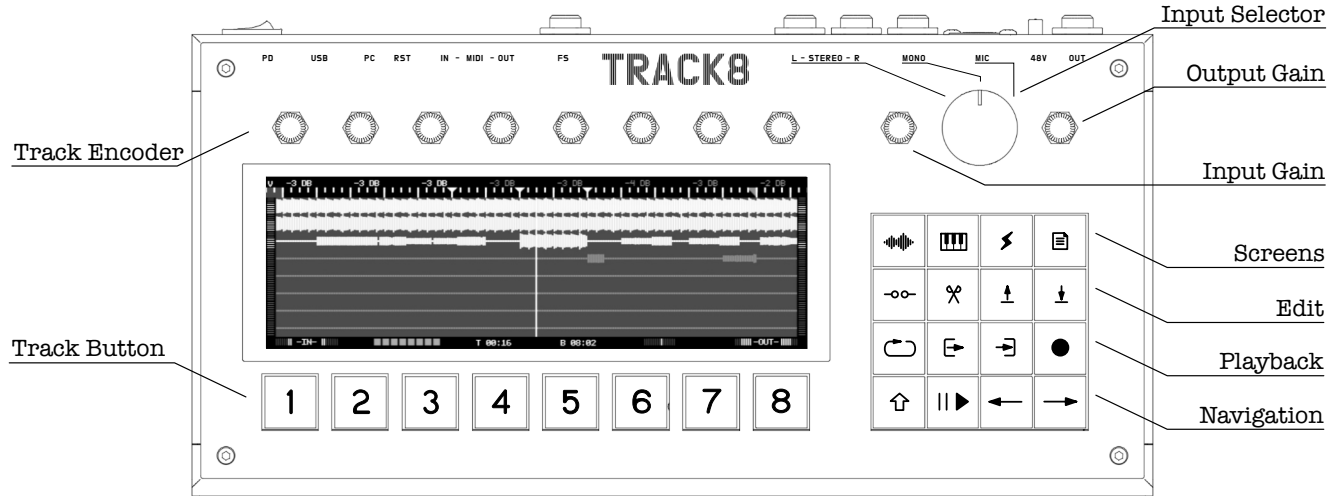 Input Selector
PD USB PC RST IN - MIDI - OUT FS TRACK8 L - STEREO - R MONO MIC 48V OUT
Output Gain
Track Encoder
Input Gain
V -3 DB -3 DB -3 DB -3 DB -3 DB -4 DB -3 DB -2 DB
Screens
Edit
-IN- T 00:16 B 08:02 -OUT-
Track Button
Playback
1 2 3 4 5 6 7 8
Navigation